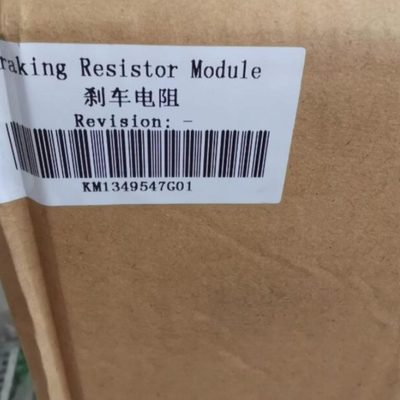 raking Resistor Module
刹车电阻
Revision: -
KM1349547G01